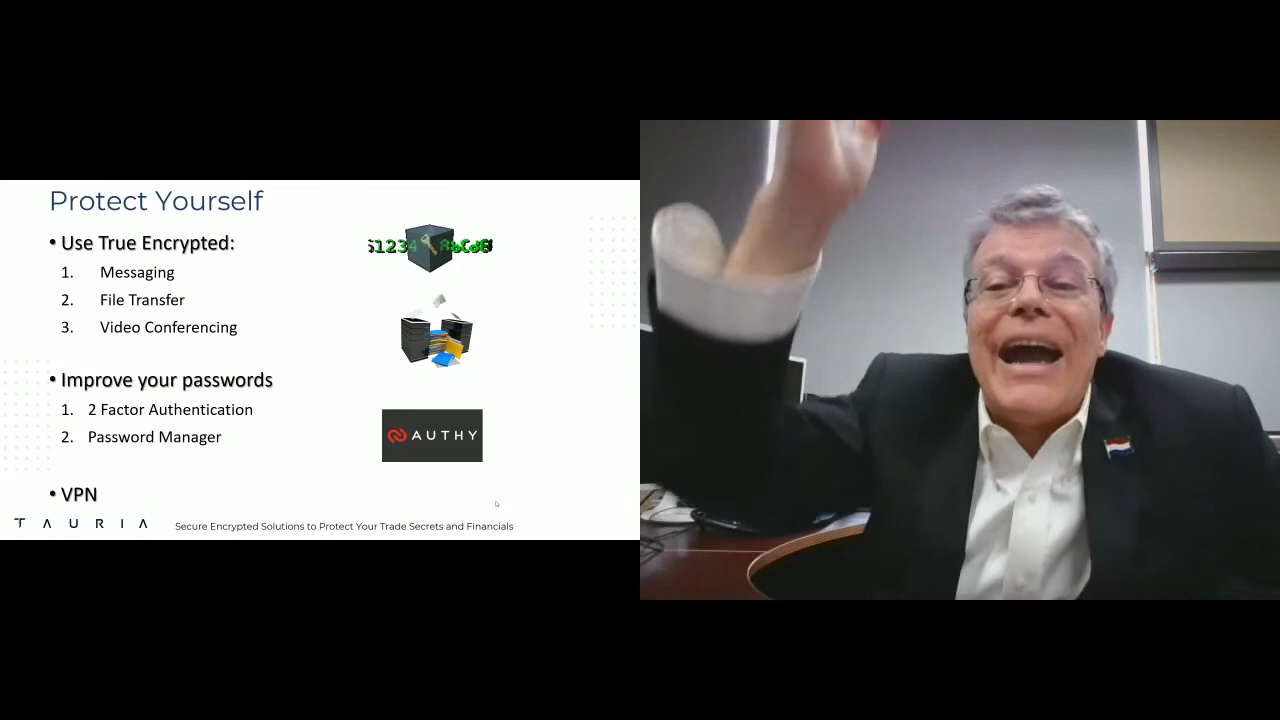 Protect Yourself
• Use True Encrypted:
1. Messaging
2. File Transfer
3. Video Conferencing
• Improve your passwords
1. 2 Factor Authentication
2. Password Manager
AUTHY
• VPN
TAURIA
Secure Encrypted Solutions to Protect Your Trade Secrets and Financials